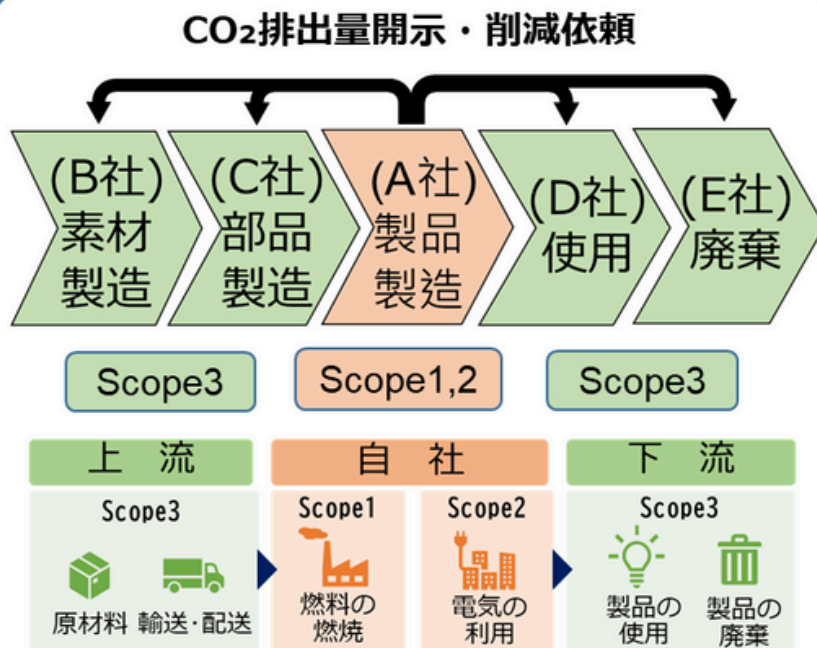 CO₂排出量開示・削減依頼
(B社)
素材
製造
(C社)
部品
製造
(A社)
製品
製造
(D社)
使用
(E社)
廃棄
Scope3
Scope1,2
Scope3
上 流
自 社
下 流
Scope3
原材料
輸送・配送
Scope1
燃料の
燃焼
Scope2
電気の
利用
Scope3
製品の
使用
製品の
廃棄